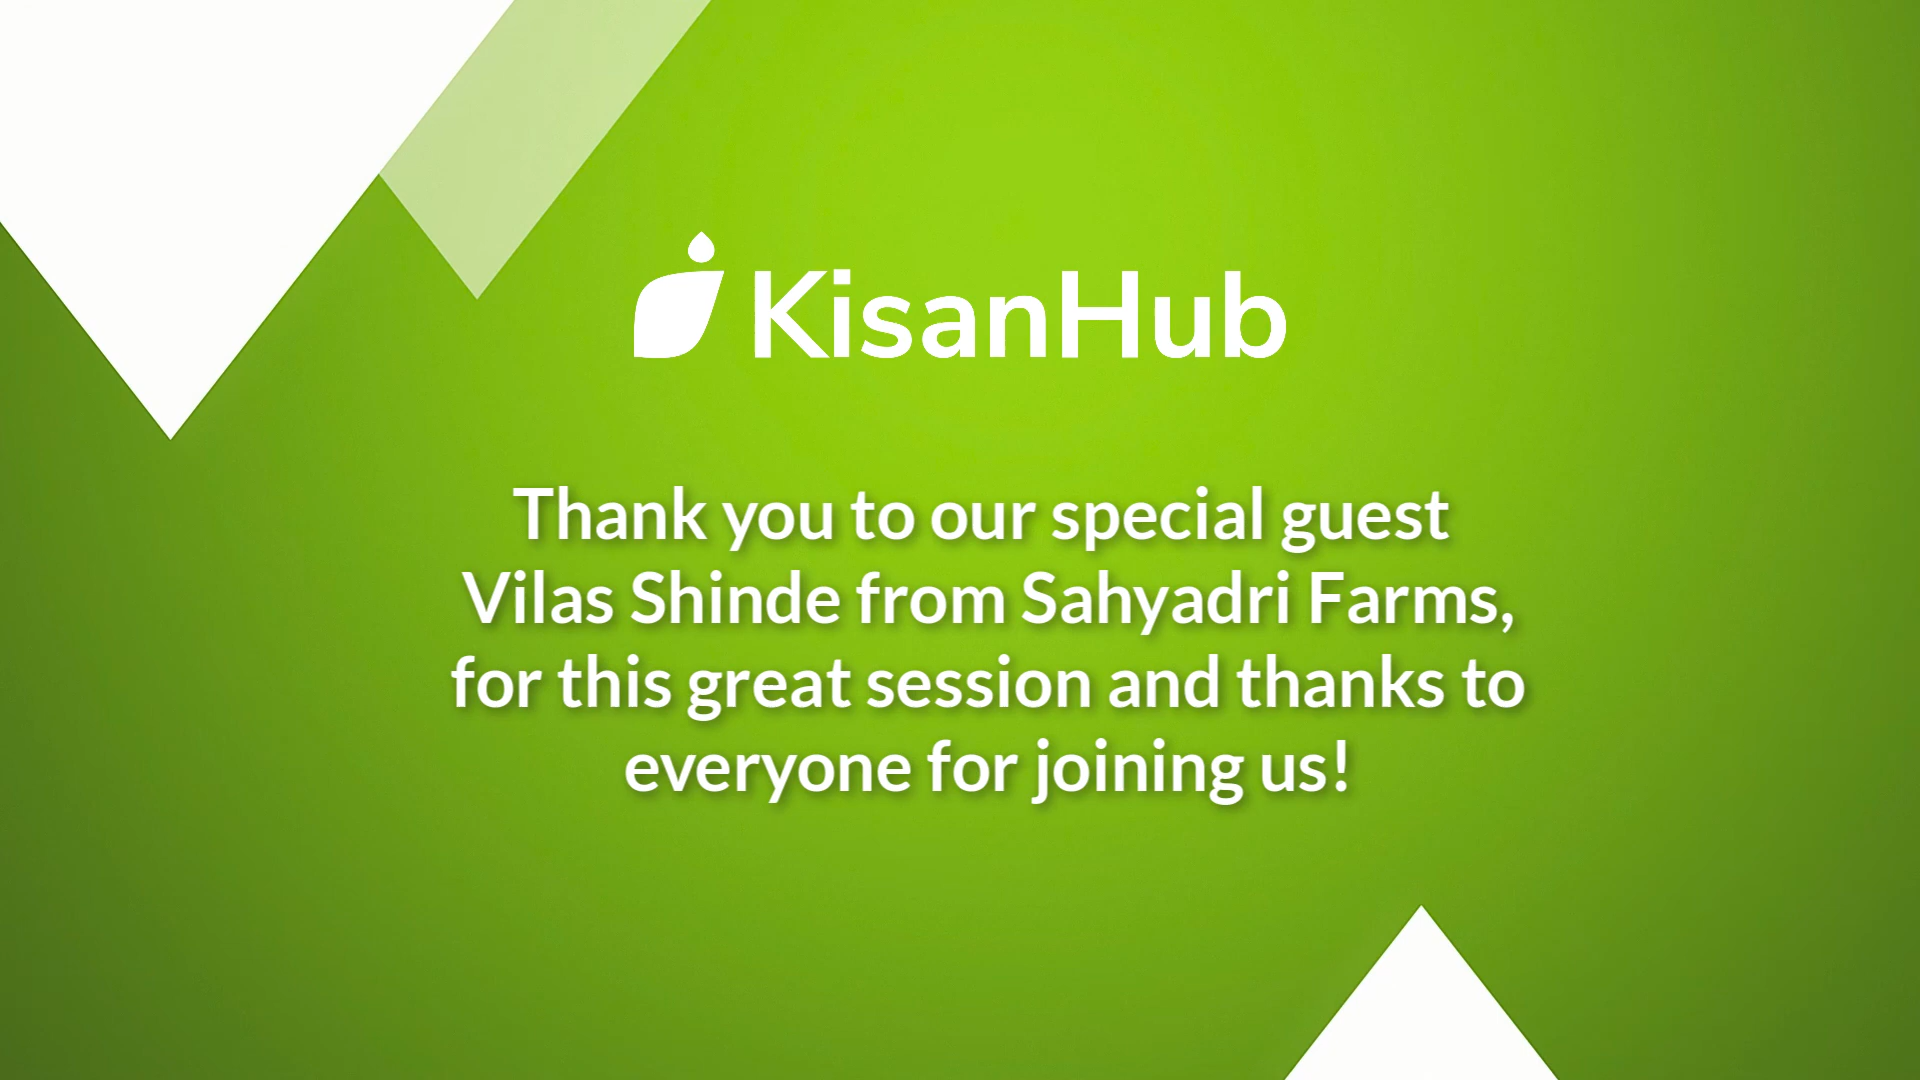 KisanHub
Thank you to our special guest
Vilas Shinde from Sahyadri Farms,
for this great session and thanks to
everyone for joining us!